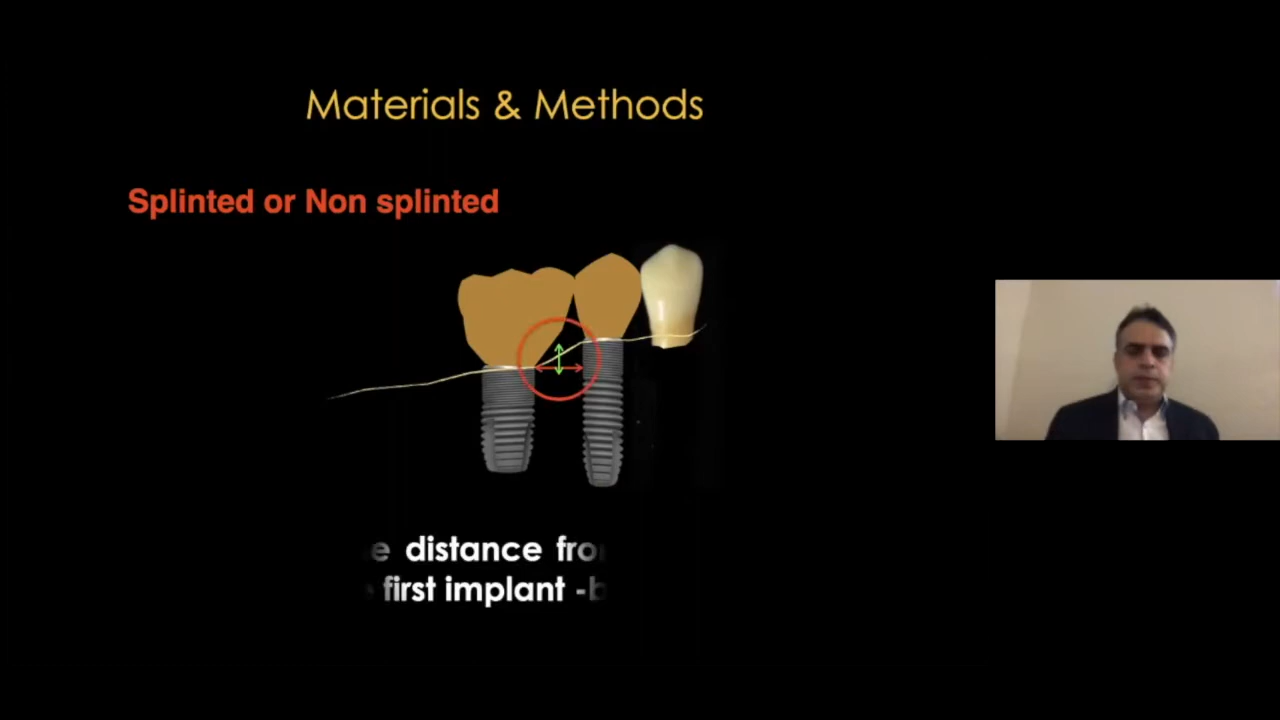 Materials & Methods
Splinted or Non splinted
distance
first implant